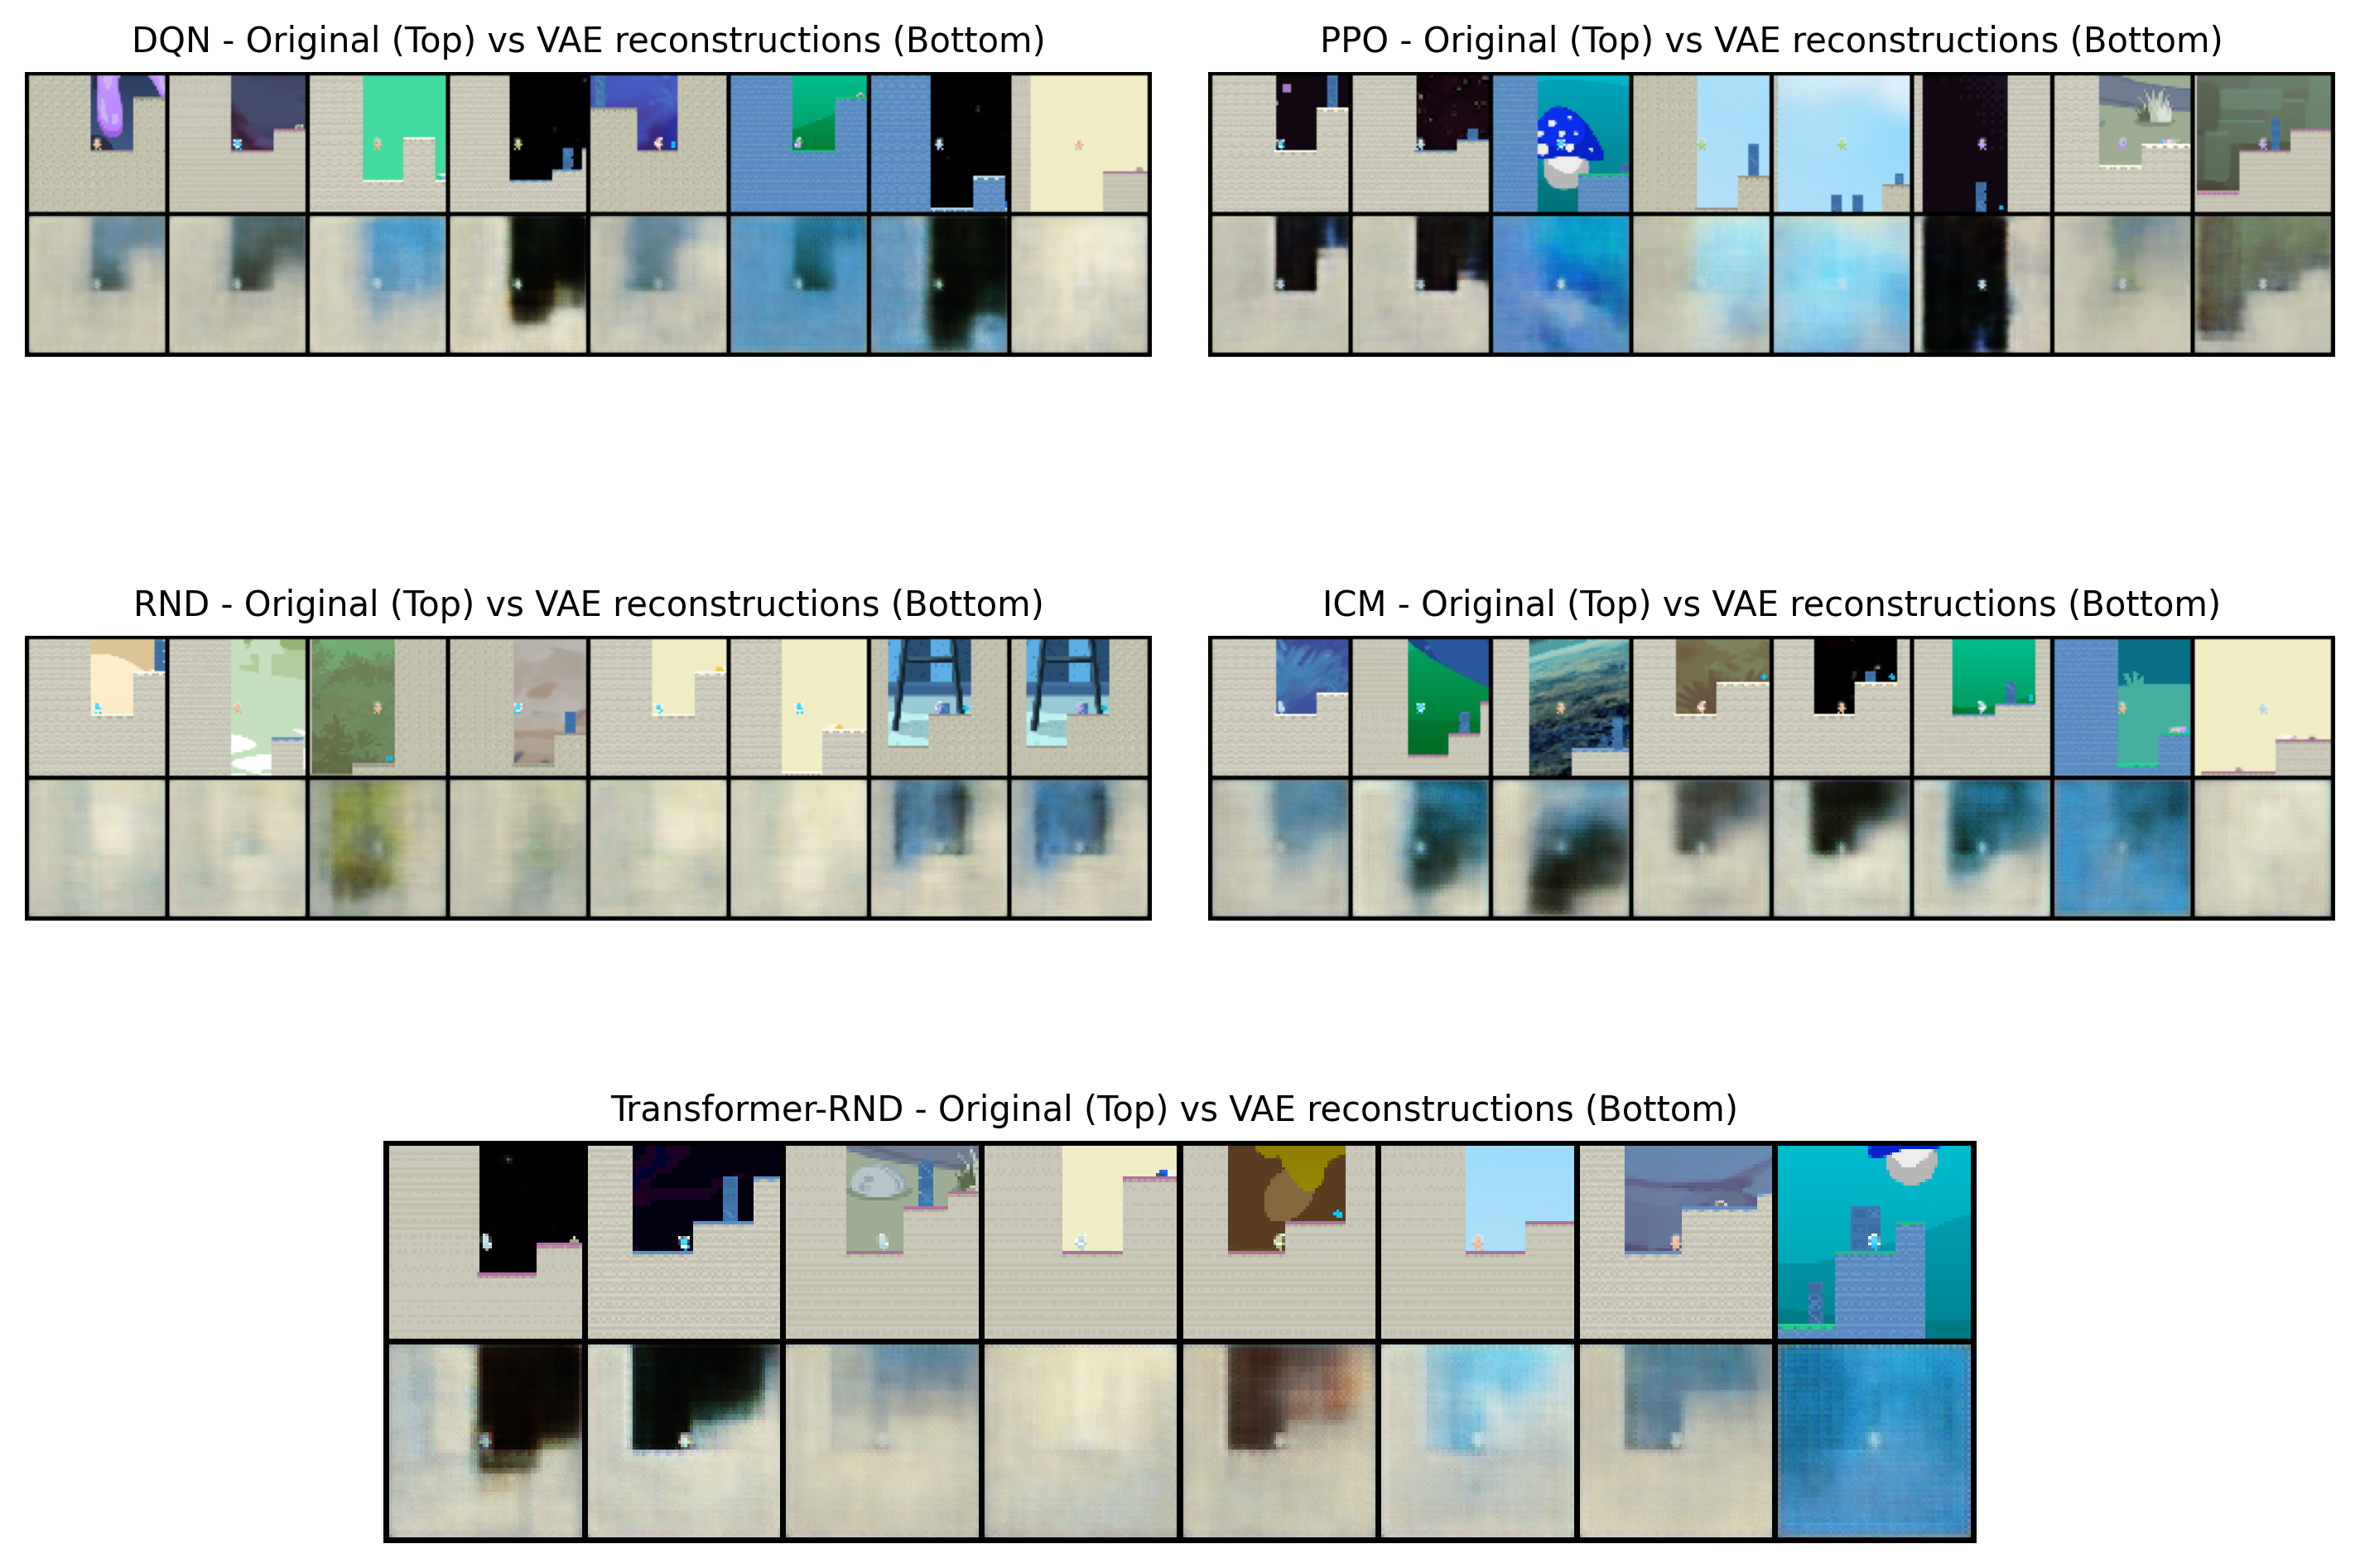 DQN - Original (Top) vs VAE reconstructions (Bottom)
PPO - Original (Top) vs VAE reconstructions (Bottom)
RND - Original (Top) vs VAE reconstructions (Bottom)
ICM - Original (Top) vs VAE reconstructions (Bottom)
Transformer-RND - Original (Top) vs VAE reconstructions (Bottom)